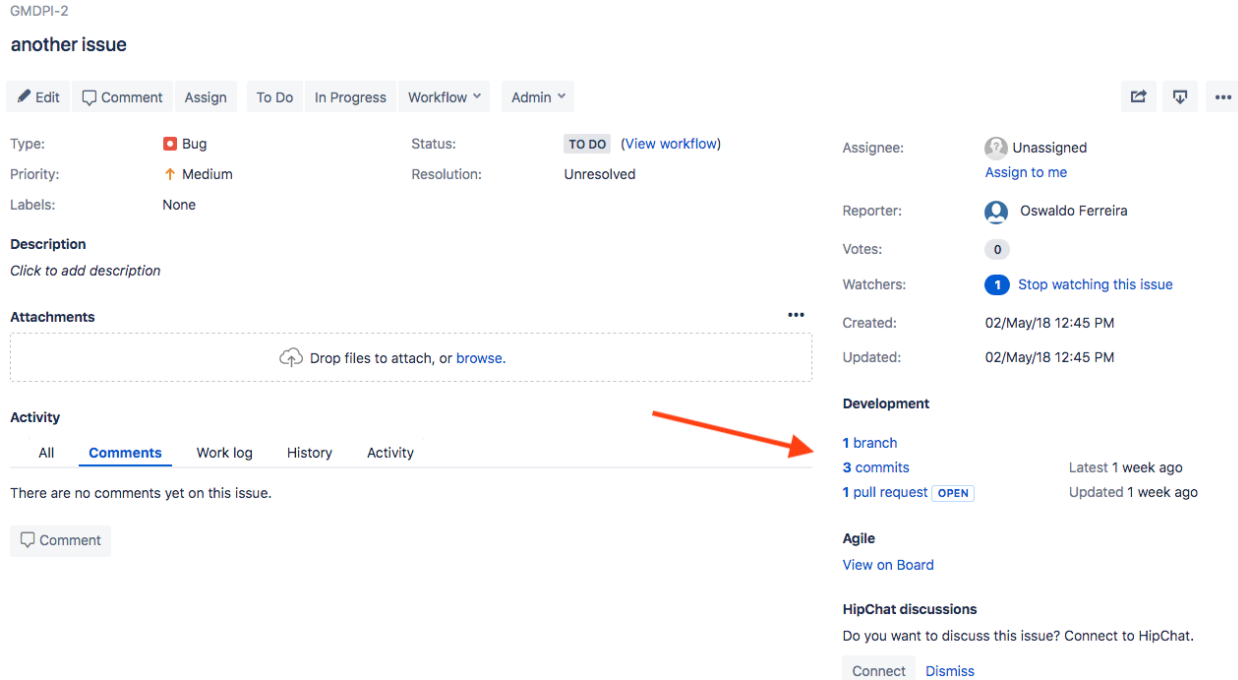 GMDPI-2
another issue
Edit Comment Assign To Do In Progress Workflow Admin
Type: Bug
Priority: Medium
Labels: None
Status: TO DO (View workflow)
Resolution: Unresolved
Description
Click to add description
Attachments
Drop files to attach, or browse.
Activity
All Comments Work log History Activity
There are no comments yet on this issue.
Comment
Assignee: ? Unassigned
Assign to me
Reporter: Oswaldo Ferreira
Votes: 0
Watchers: 1 Stop watching this issue
Created: 02/May/18 12:45 PM
Updated: 02/May/18 12:45 PM
Development
1 branch
3 commits Latest 1 week ago
1 pull request OPEN Updated 1 week ago
Agile
View on Board
HipChat discussions
Do you want to discuss this issue? Connect to HipChat.
Connect Dismiss